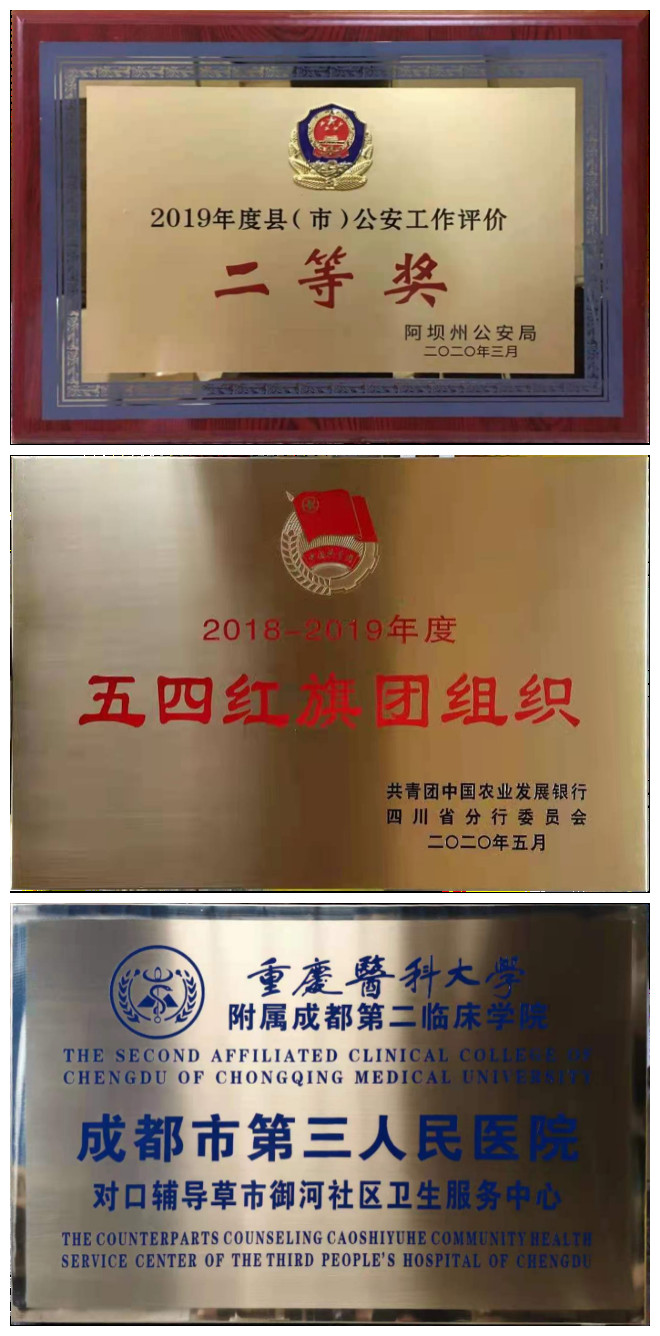 2019年度县(市)公安工作评价
二等奖
阿坝州公安局
二〇二〇年三月
2018-2019年度
五四红旗团组织
共青团中国农业发展银行
四川省分行委员会
二〇二〇年五月
重慶醫科大學
附属成都第二临床学院
THE SECOND AFFILIATED CLINICAL COLLEGE OF
CHENGDU OF CHONGQING MEDICAL UNIVERSITY
成都市第三人民医院
对口辅导草市御河社区卫生服务中心
THE COUNTERPARTS COUNSELING CAOSHIYUHE COMMUNITY HEALTH
SERVICE CENTER OF THE THIRD PEOPLE'S HOSPITAL OF CHENGDU